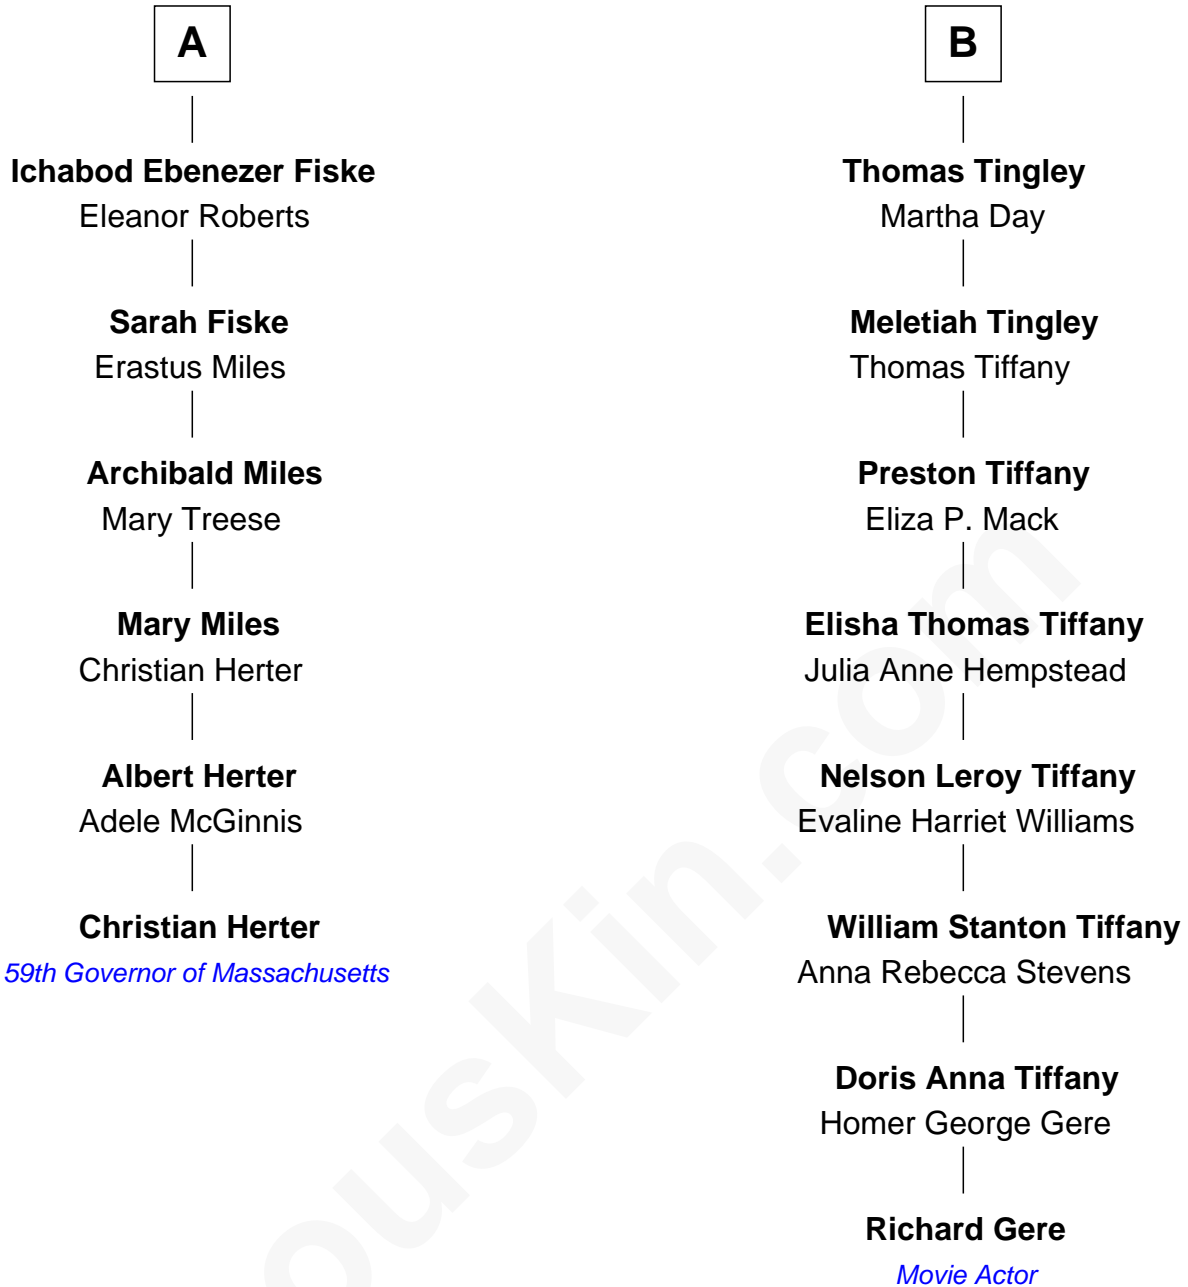 A
Ichabod Ebenezer Fiske
Eleanor Roberts
Sarah Fiske
Erastus Miles
Archibald Miles
Mary Treese
Mary Miles
Christian Herter
Albert Herter
Adele McGinnis
Christian Herter
59th Governor of Massachusetts
B
Thomas Tingley
Martha Day
Meletiah Tingley
Thomas Tiffany
Preston Tiffany
Eliza P. Mack
Elisha Thomas Tiffany
Julia Anne Hempstead
Nelson Leroy Tiffany
Evaline Harriet Williams
William Stanton Tiffany
Anna Rebecca Stevens
Doris Anna Tiffany
Homer George Gere
Richard Gere
Movie Actor
ousKin.com